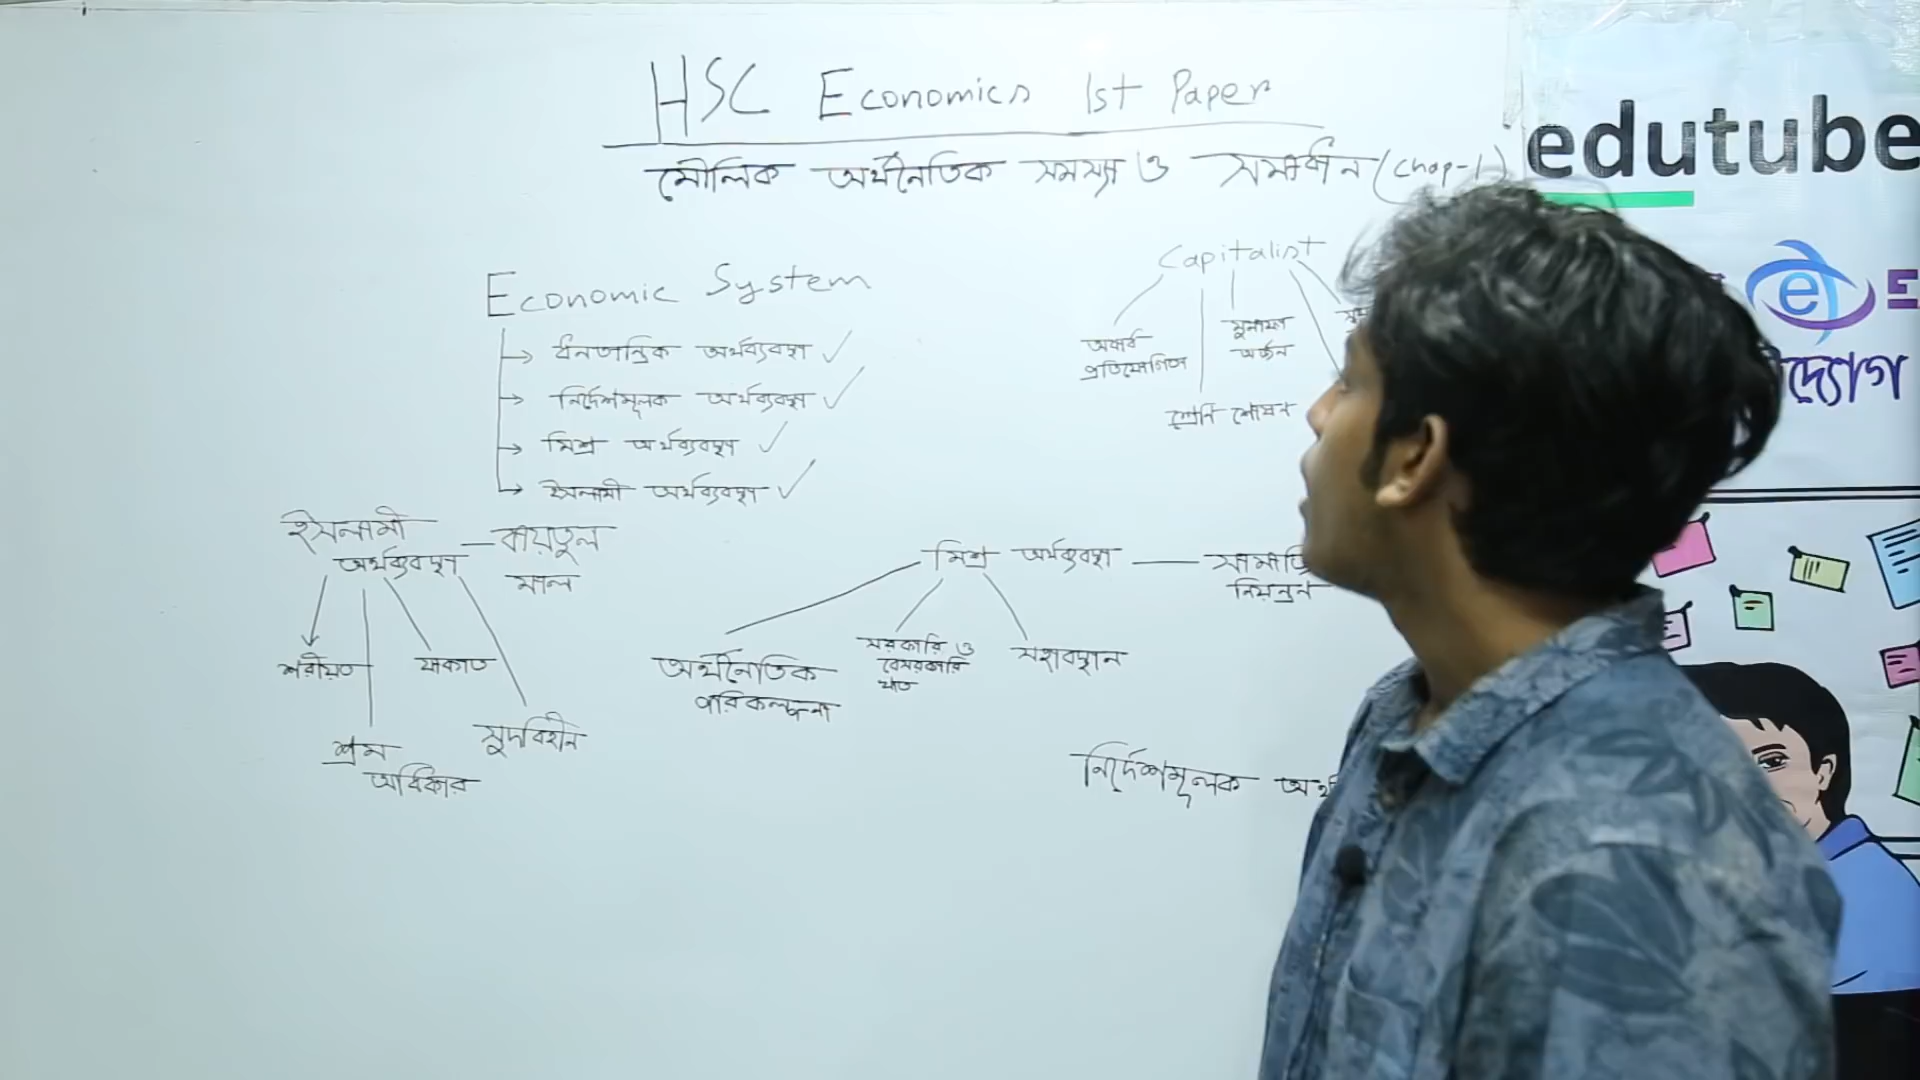 HSC Economics 1st Paper
মৌলিক অর্থনৈতিক সমস্যা ও সমাধান (chap-1)
edutube
Economic System
ধনতান্ত্রিক অর্থব্যবস্থা
নির্দেশমূলক অর্থব্যবস্থা
মিশ্র অর্থব্যবস্থা
ইসলামী অর্থব্যবস্থা
Capitalist
অবাধ
প্রতিযোগিতা
মুনাফা
অর্জন
শ্রেণি শোষন
ইসলামী
অর্থব্যবস্থা
বায়তুল
মাল
শরীয়ত
যাকাত
শ্রম
অধিকার
সুদবিহীন
মিশ্র অর্থব্যবস্থা
নিয়ন্ত্রন
অর্থনৈতিক
পরিকল্পনা
সরকারি ও
বেসরকারি
খাত
সহাবস্থান
নির্দেশমূলক
e